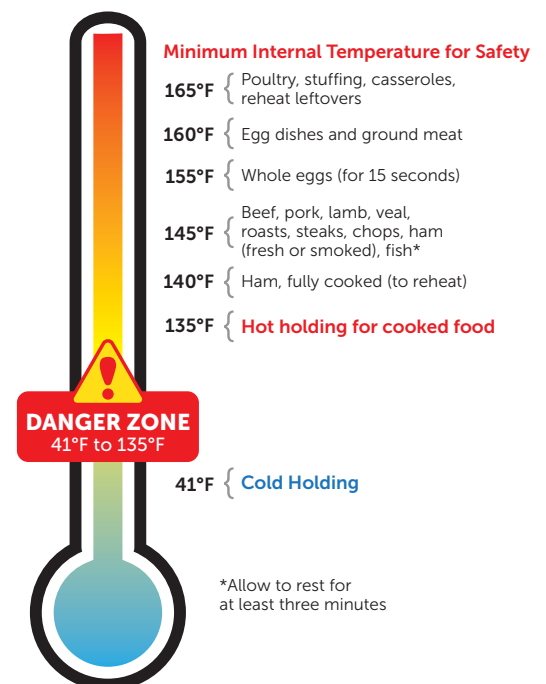 Minimum Internal Temperature for Safety
165°F { Poultry, stuffing, casseroles,
reheat leftovers
160°F { Egg dishes and ground meat
155°F { Whole eggs (for 15 seconds)
145°F { Beef, pork, lamb, veal,
roasts, steaks, chops, ham
(fresh or smoked), fish*
140°F { Ham, fully cooked (to reheat)
135°F { Hot holding for cooked food
!
DANGER ZONE
41°F to 135°F
41°F { Cold Holding
*Allow to rest for
at least three minutes